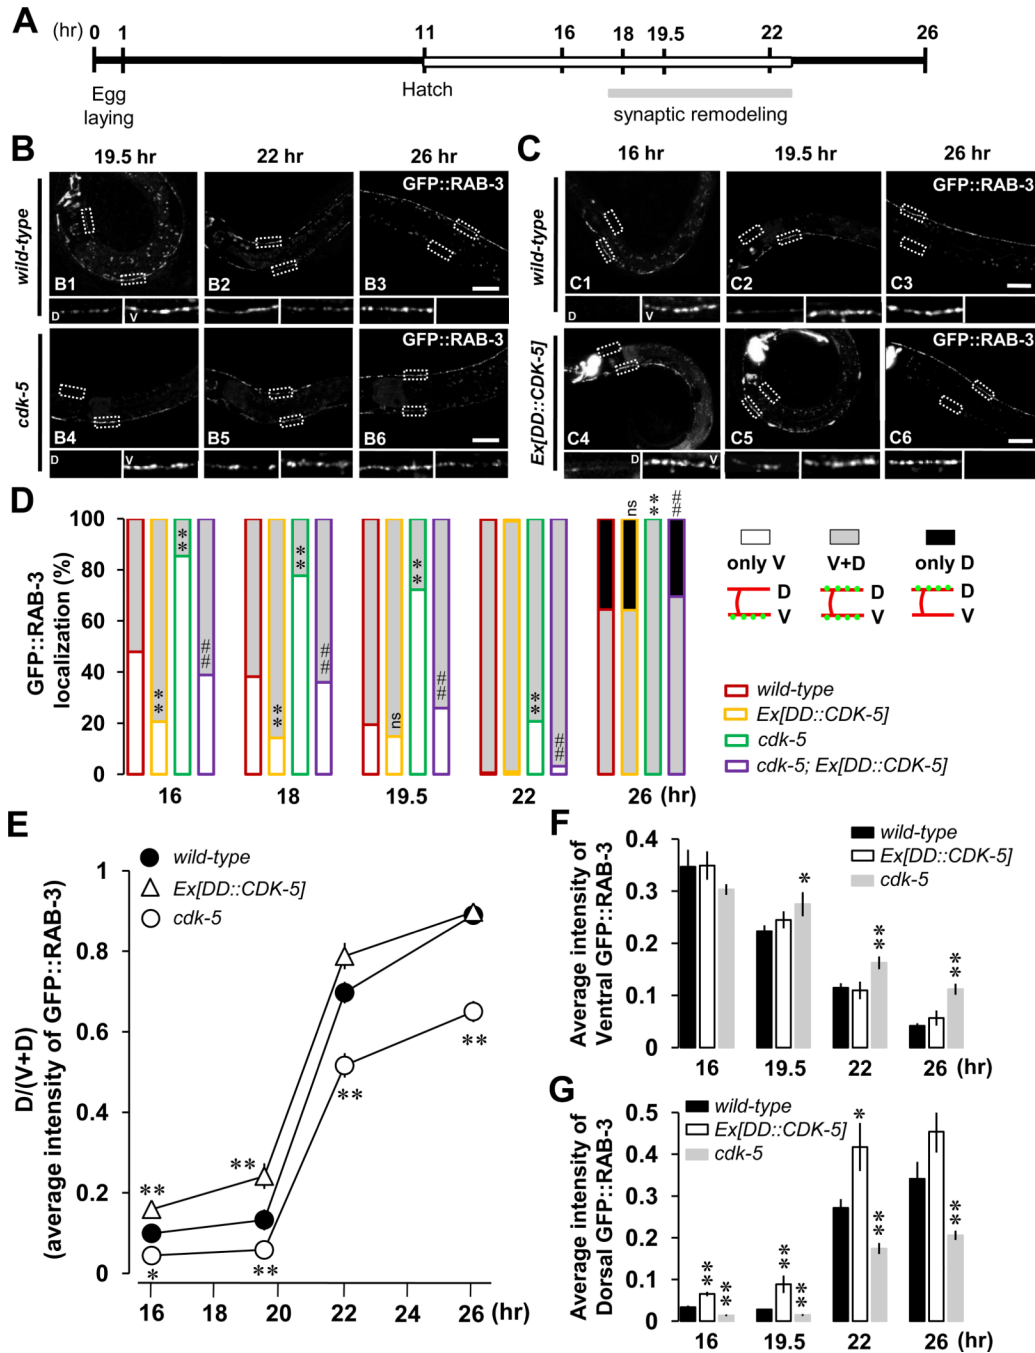 A
(hr) 0 1 11 16 18 19.5 22 26
Egg laying
Hatch
synaptic remodeling
B
19.5 hr 22 hr 26 hr
wild-type
GFP::RAB-3
B1 B2 B3
D V
cdk-5
GFP::RAB-3
B4 B5 B6
D V
C
16 hr 19.5 hr 26 hr
wild-type
GFP::RAB-3
C1 C2 C3
D V
Ex[DD::CDK-5]
GFP::RAB-3
C4 C5 C6
D V
D
GFP::RAB-3
localization (%)
100
80
60
40
20
0
** ** ##
** ** ##
ns ** ##
** ##
ns ** ##
16 18 19.5 22 26 (hr)
only V V+D only D
D D D
V V V
wild-type
Ex[DD::CDK-5]
cdk-5
cdk-5; Ex[DD::CDK-5]
E
D/(V+D)
(average intensity of GFP::RAB-3)
wild-type
Ex[DD::CDK-5]
cdk-5
1
0.8
0.6
0.4
0.2
0
** **
* ** ** **
16 18 20 22 24 26 (hr)
F
Average intensity of
Ventral GFP::RAB-3
wild-type
Ex[DD::CDK-5]
cdk-5
0.4
0.3
0.2
0.1
0
* ** **
16 19.5 22 26 (hr)
G
Average intensity of
Dorsal GFP::RAB-3
wild-type
Ex[DD::CDK-5]
cdk-5
0.5
0.4
0.3
0.2
0.1
0
** ** ** ** * ** **
16 19.5 22 26 (hr)